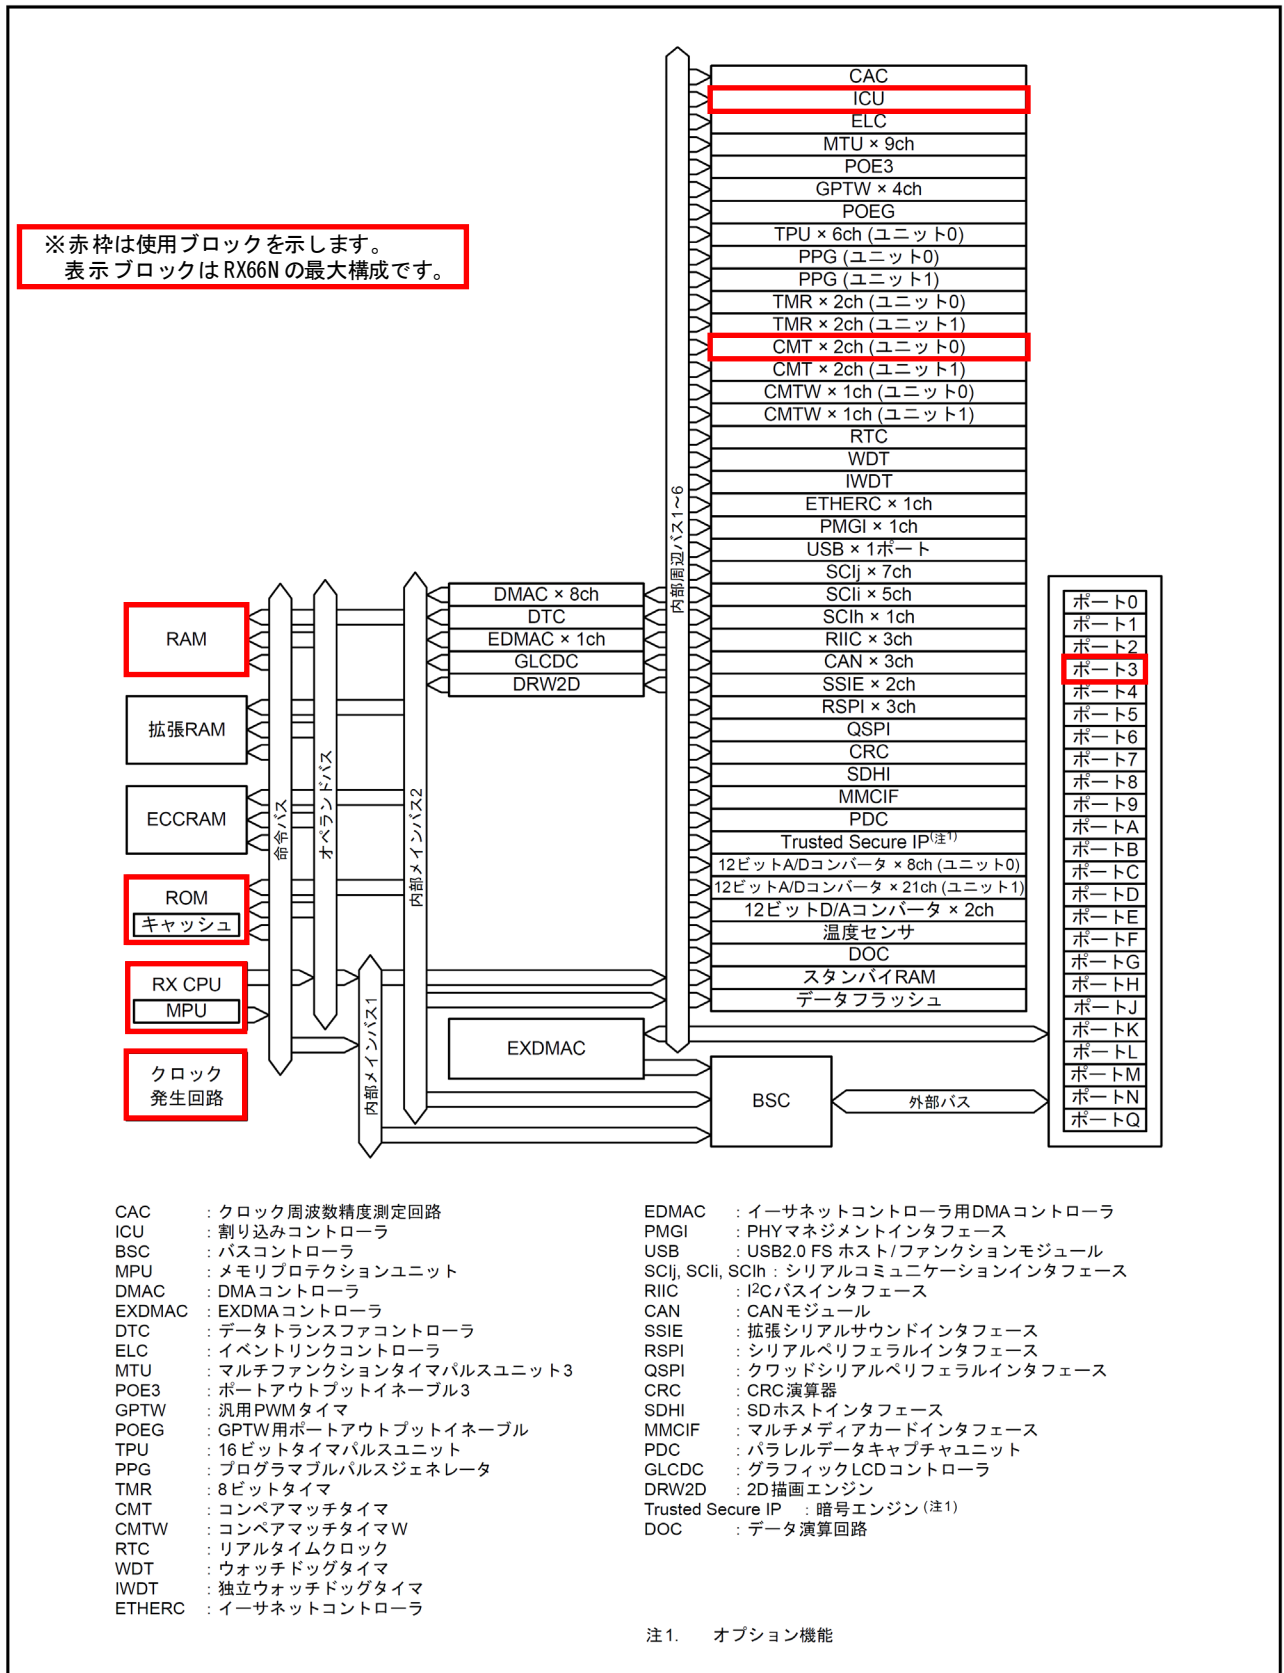 ※赤枠は使用ブロックを示します。
表示ブロックはRX66Nの最大構成です。
CAC
ICU
ELC
MTU × 9ch
POE3
GPTW × 4ch
POEG
TPU × 6ch (ユニット0)
PPG (ユニット0)
PPG (ユニット1)
TMR × 2ch (ユニット0)
TMR × 2ch (ユニット1)
CMT × 2ch (ユニット0)
CMT × 2ch (ユニット1)
CMTW × 1ch (ユニット0)
CMTW × 1ch (ユニット1)
RTC
WDT
IWDT
ETHERC × 1ch
PMGI × 1ch
USB × 1ポート
SCIj × 7ch
SCIi × 5ch
SCIh × 1ch
RIIC × 3ch
CAN × 3ch
SSIE × 2ch
RSPI × 3ch
QSPI
CRC
SDHI
MMCIF
PDC
Trusted Secure IP(注1)
12ビットA/Dコンバータ × 8ch (ユニット0)
12ビットA/Dコンバータ × 21ch (ユニット1)
12ビットD/Aコンバータ × 2ch
温度センサ
DOC
スタンバイRAM
データフラッシュ
内部周辺バス1~6
DMAC × 8ch
DTC
EDMAC × 1ch
GLCDC
DRW2D
RAM
拡張RAM
ECCRAM
ROM
キャッシュ
RX CPU
MPU
クロック
発生回路
命令バス
オペランドバス
内部メインバス1
内部メインバス2
EXDMAC
BSC
外部バス
ポート0
ポート1
ポート2
ポート3
ポート4
ポート5
ポート6
ポート7
ポート8
ポート9
ポートA
ポートB
ポートC
ポートD
ポートE
ポートF
ポートG
ポートH
ポートJ
ポートK
ポートL
ポートM
ポートN
ポートQ
CAC : クロック周波数精度測定回路
ICU : 割り込みコントローラ
BSC : バスコントローラ
MPU : メモリプロテクションユニット
DMAC : DMAコントローラ
EXDMAC : EXDMAコントローラ
DTC : データトランスファコントローラ
ELC : イベントリンクコントローラ
MTU : マルチファンクションタイマパルスユニット3
POE3 : ポートアウトプットイネーブル3
GPTW : 汎用PWMタイマ
POEG : GPTW用ポートアウトプットイネーブル
TPU : 16ビットタイマパルスユニット
PPG : プログラマブルパルスジェネレータ
TMR : 8ビットタイマ
CMT : コンペアマッチタイマ
CMTW : コンペアマッチタイマW
RTC : リアルタイムクロック
WDT : ウォッチドッグタイマ
IWDT : 独立ウォッチドッグタイマ
ETHERC : イーサネットコントローラ
EDMAC : イーサネットコントローラ用DMAコントローラ
PMGI : PHYマネジメントインタフェース
USB : USB2.0 FS ホスト/ファンクションモジュール
SCIj, SCIi, SCIh : シリアルコミュニケーションインタフェース
RIIC : I²Cバスインタフェース
CAN : CANモジュール
SSIE : 拡張シリアルサウンドインタフェース
RSPI : シリアルペリフェラルインタフェース
QSPI : クワッドシリアルペリフェラルインタフェース
CRC : CRC演算器
SDHI : SDホストインタフェース
MMCIF : マルチメディアカードインタフェース
PDC : パラレルデータキャプチャユニット
GLCDC : グラフィックLCDコントローラ
DRW2D : 2D描画エンジン
Trusted Secure IP : 暗号エンジン(注1)
DOC : データ演算回路
注1. オプション機能